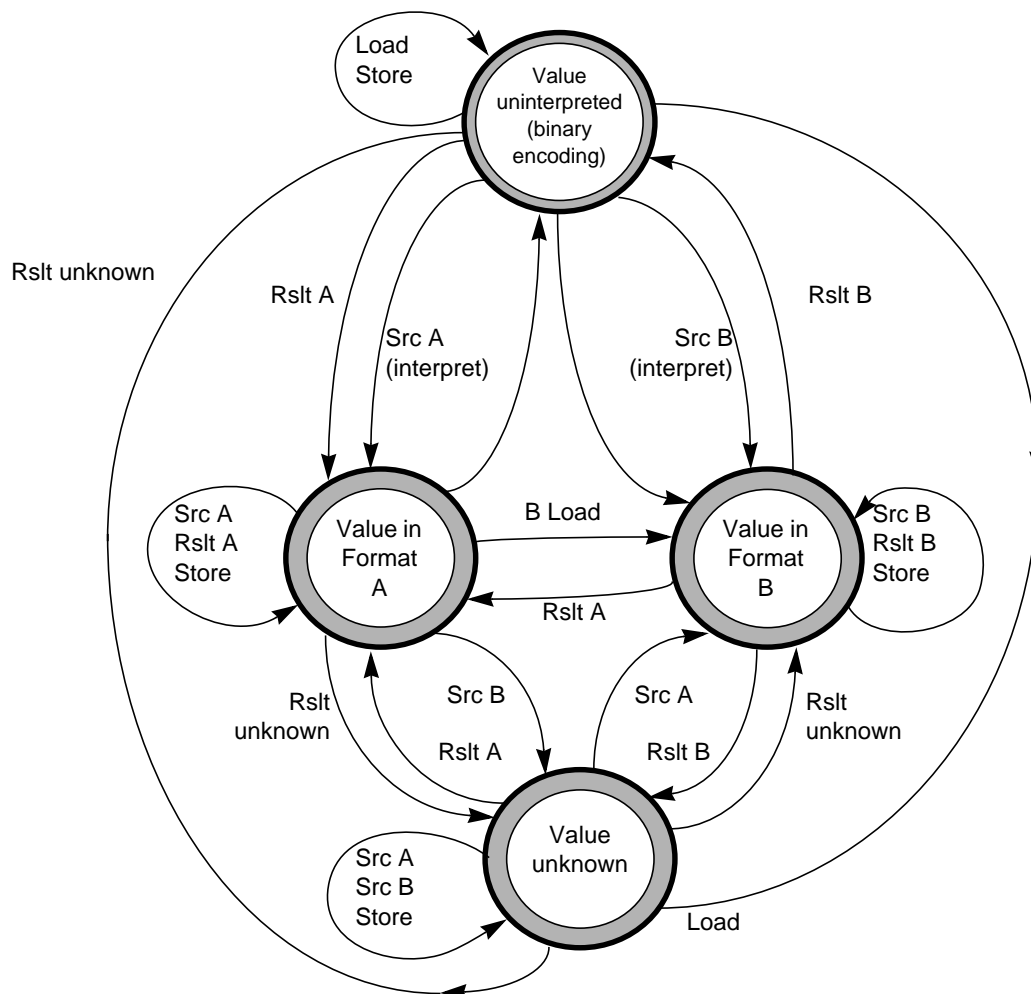 Load
Store
Value
uninterpreted
(binary
encoding)
Rslt unknown
Rslt A
Rslt B
Src A
(interpret)
Src B
(interpret)
Src A
Rslt A
Store
Value in
Format
A
B Load
Value in
Format
B
Src B
Rslt B
Store
Rslt A
Rslt
unknown
Src B
Src A
Rslt
unknown
Rslt A
Rslt B
Value
unknown
Src A
Src B
Store
Load